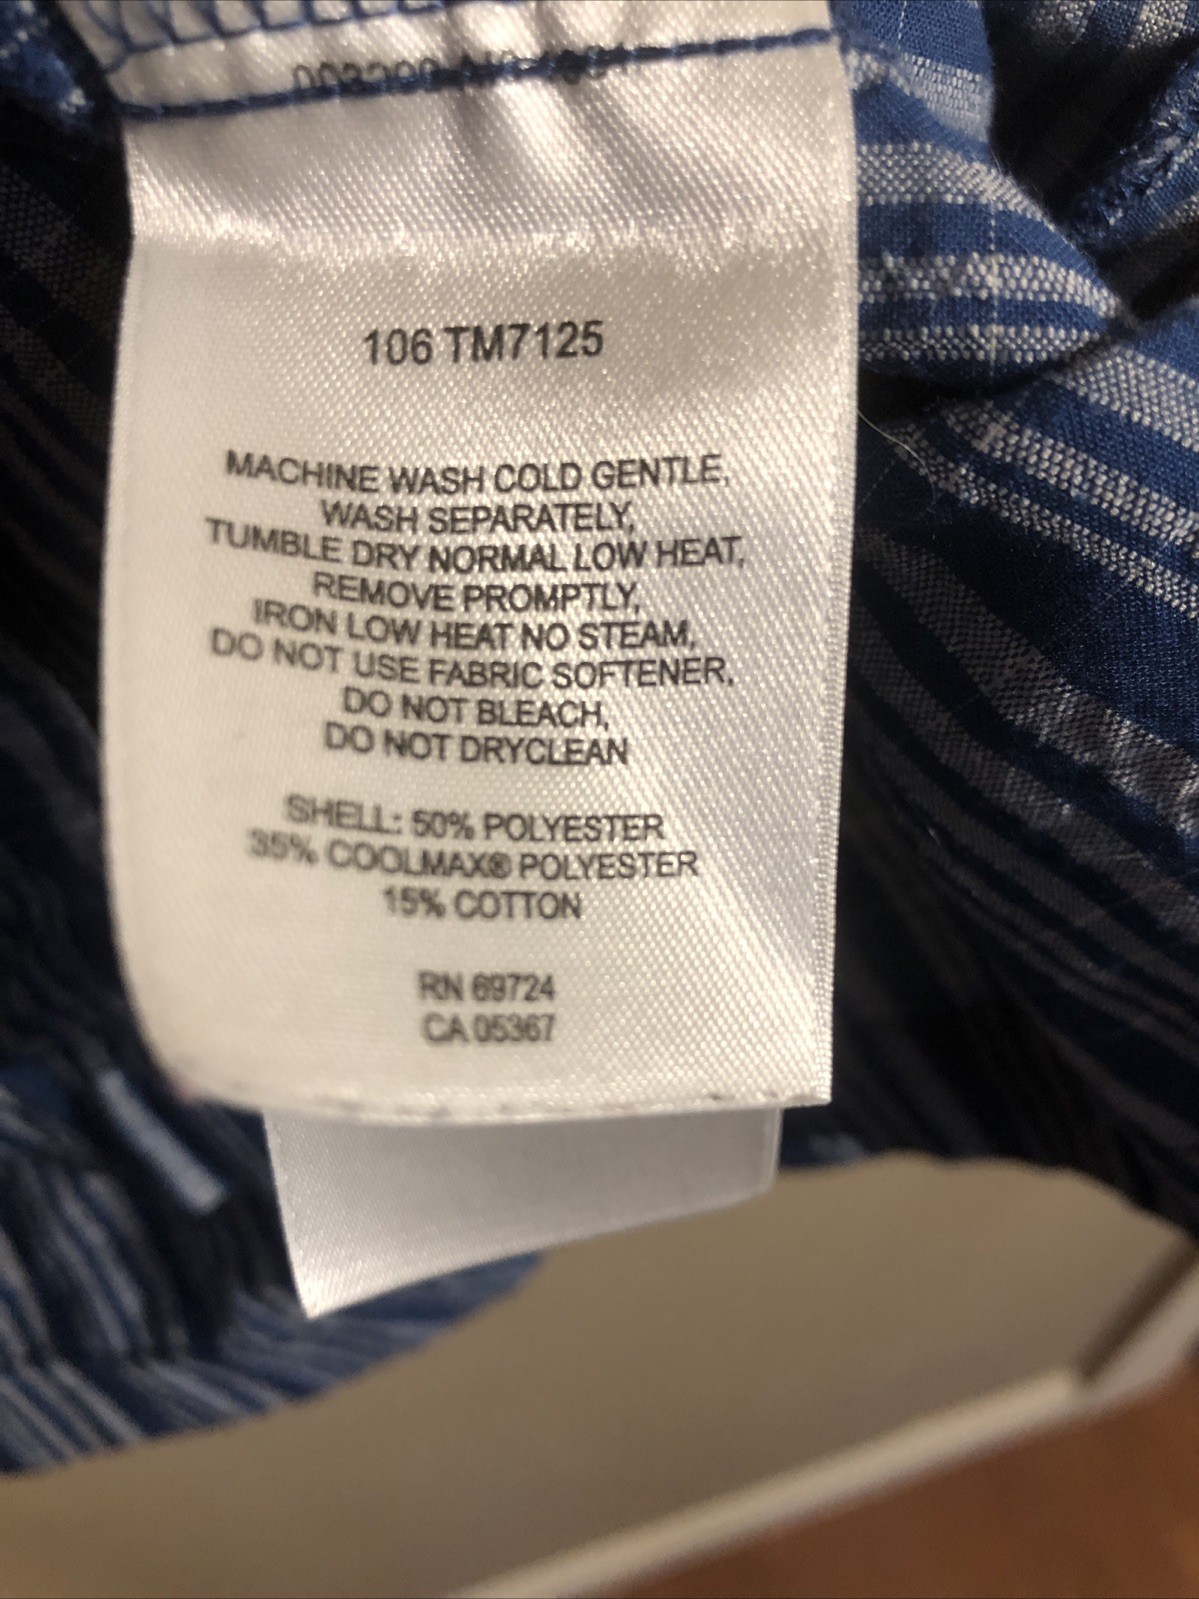 106 TM7125
MACHINE WASH COLD GENTLE,
WASH SEPARATELY,
TUMBLE DRY NORMAL LOW HEAT,
REMOVE PROMPTLY,
IRON LOW HEAT NO STEAM,
DO NOT USE FABRIC SOFTENER,
DO NOT BLEACH,
DO NOT DRYCLEAN
SHELL: 50% POLYESTER
35% COOLMAX® POLYESTER
15% COTTON
RN 69724
CA 05367